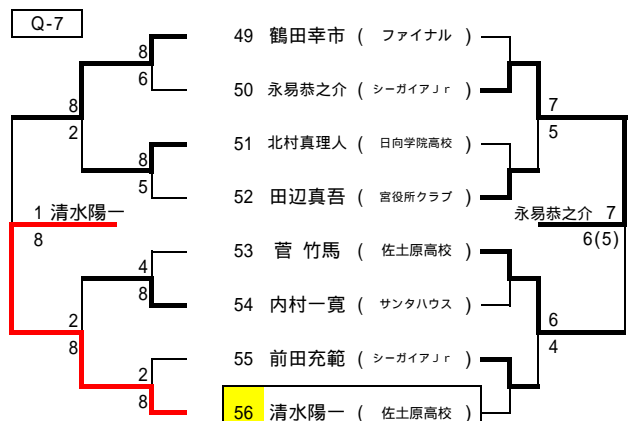 Q-7
49 鶴田幸市 ( ファイナル )
8
6
50 永易恭之介 ( シーガイアJr )
8
2
7
5
51 北村真理人 ( 日向学院高校 )
8
5
52 田辺真吾 ( 宮役所クラブ )
1 清水陽一
8
永易恭之介 7
6(5)
53 菅 竹馬 ( 佐土原高校 )
4
8
54 内村一寛 ( サンタハウス )
2
8
6
4
55 前田充範 ( シーガイアJr )
2
8
56 清水陽一 ( 佐土原高校 )